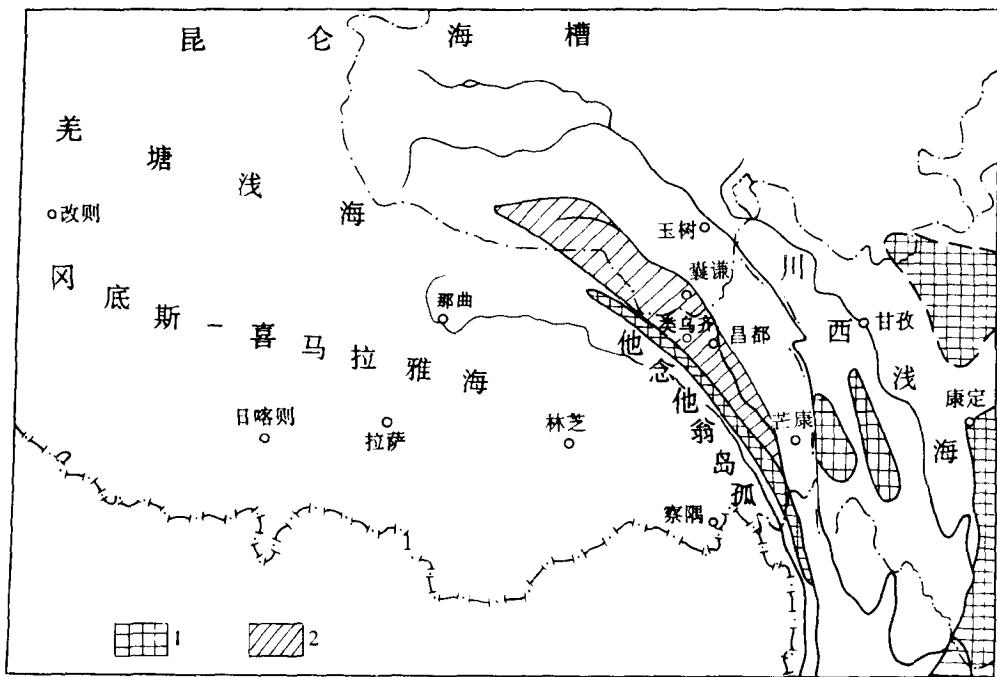 昆仑海槽
羌塘浅海
改则
玉树
川西浅海
囊谦
冈底斯-喜马拉雅海
那曲
类乌齐
昌都
甘孜
他念他翁岛弧
康定
日喀则
拉萨
林芝
芒康
察隅
1
2